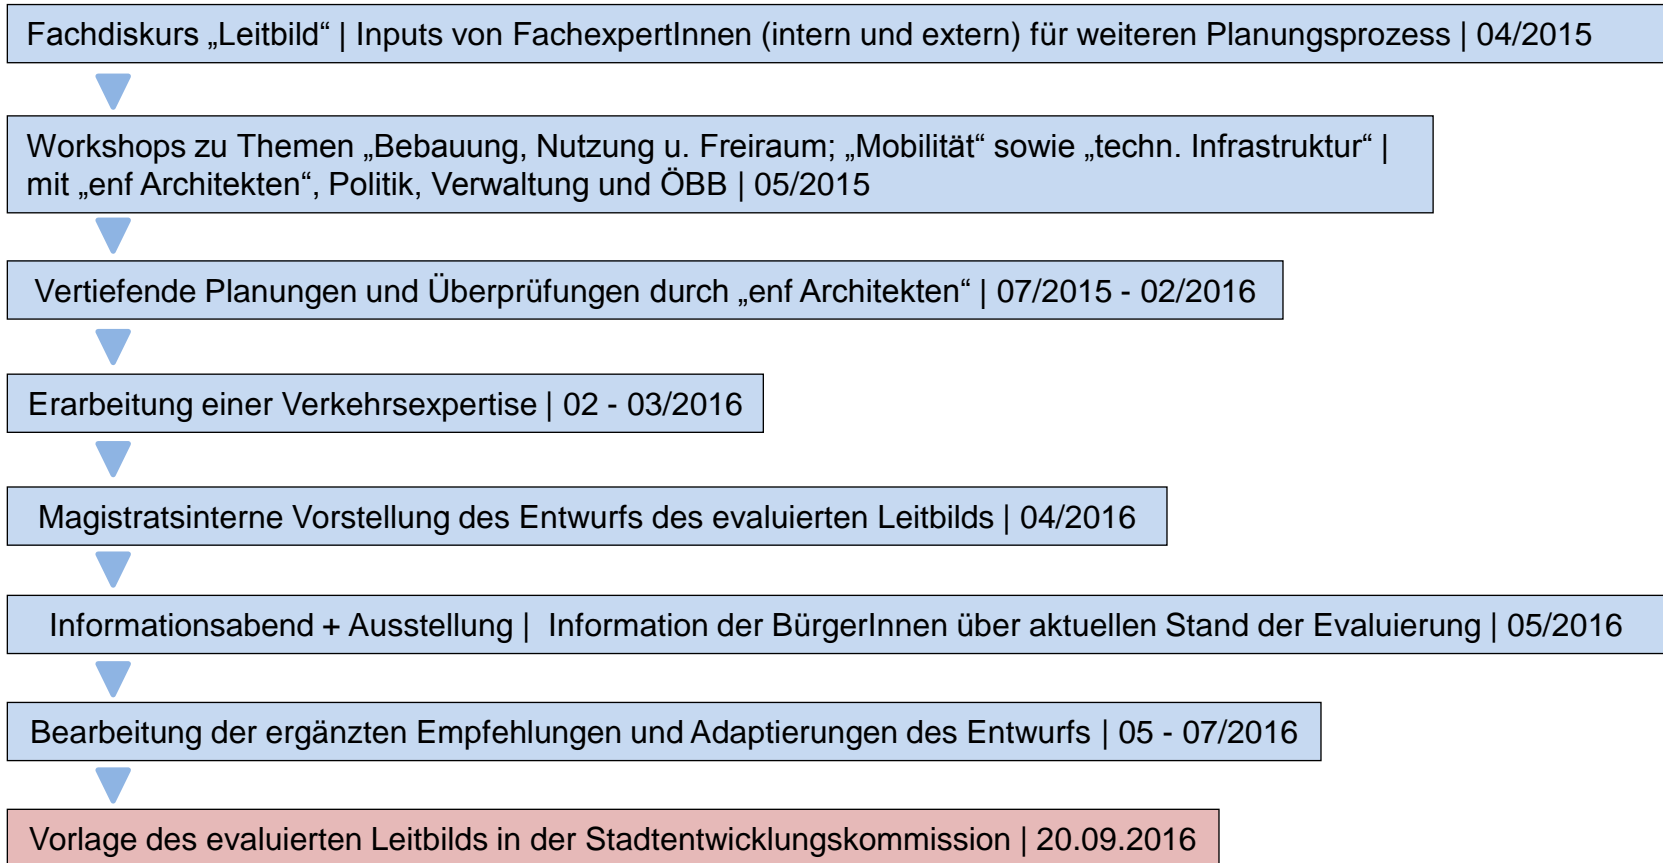 Fachdiskurs „Leitbild“ | Inputs von FachexpertInnen (intern und extern) für weiteren Planungsprozess | 04/2015
Workshops zu Themen „Bebauung, Nutzung u. Freiraum; „Mobilität“ sowie „techn. Infrastruktur“ |
mit „enf Architekten“, Politik, Verwaltung und ÖBB | 05/2015
Vertiefende Planungen und Überprüfungen durch „enf Architekten“ | 07/2015 - 02/2016
Erarbeitung einer Verkehrsexpertise | 02 - 03/2016
Magistratsinterne Vorstellung des Entwurfs des evaluierten Leitbilds | 04/2016
Informationsabend + Ausstellung | Information der BürgerInnen über aktuellen Stand der Evaluierung | 05/2016
Bearbeitung der ergänzten Empfehlungen und Adaptierungen des Entwurfs | 05 - 07/2016
Vorlage des evaluierten Leitbilds in der Stadtentwicklungskommission | 20.09.2016